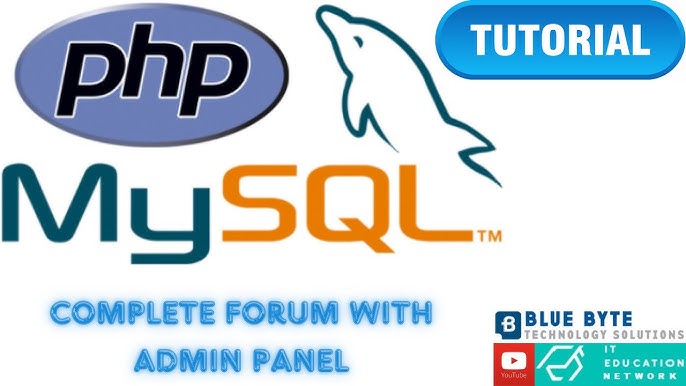 php
TUTORIAL
MySQL™
COMPLETE FORUM WITH
ADMIN PANEL
B BLUE BYTE
TECHNOLOGY SOLUTIONS
YouTube
IT
EDUCATION
NETWORK